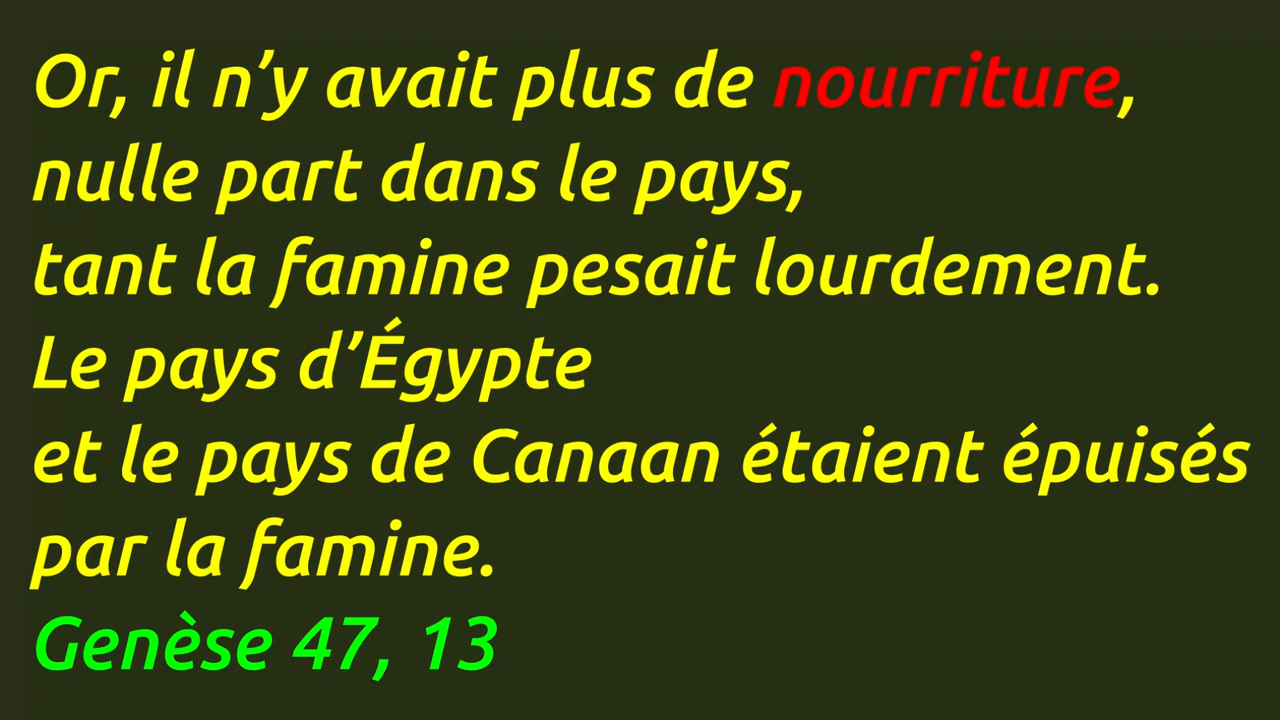 Or, il n’y avait plus de nourriture,
nulle part dans le pays,
tant la famine pesait lourdement.
Le pays d’Égypte
et le pays de Canaan étaient épuisés
par la famine.
Genèse 47, 13